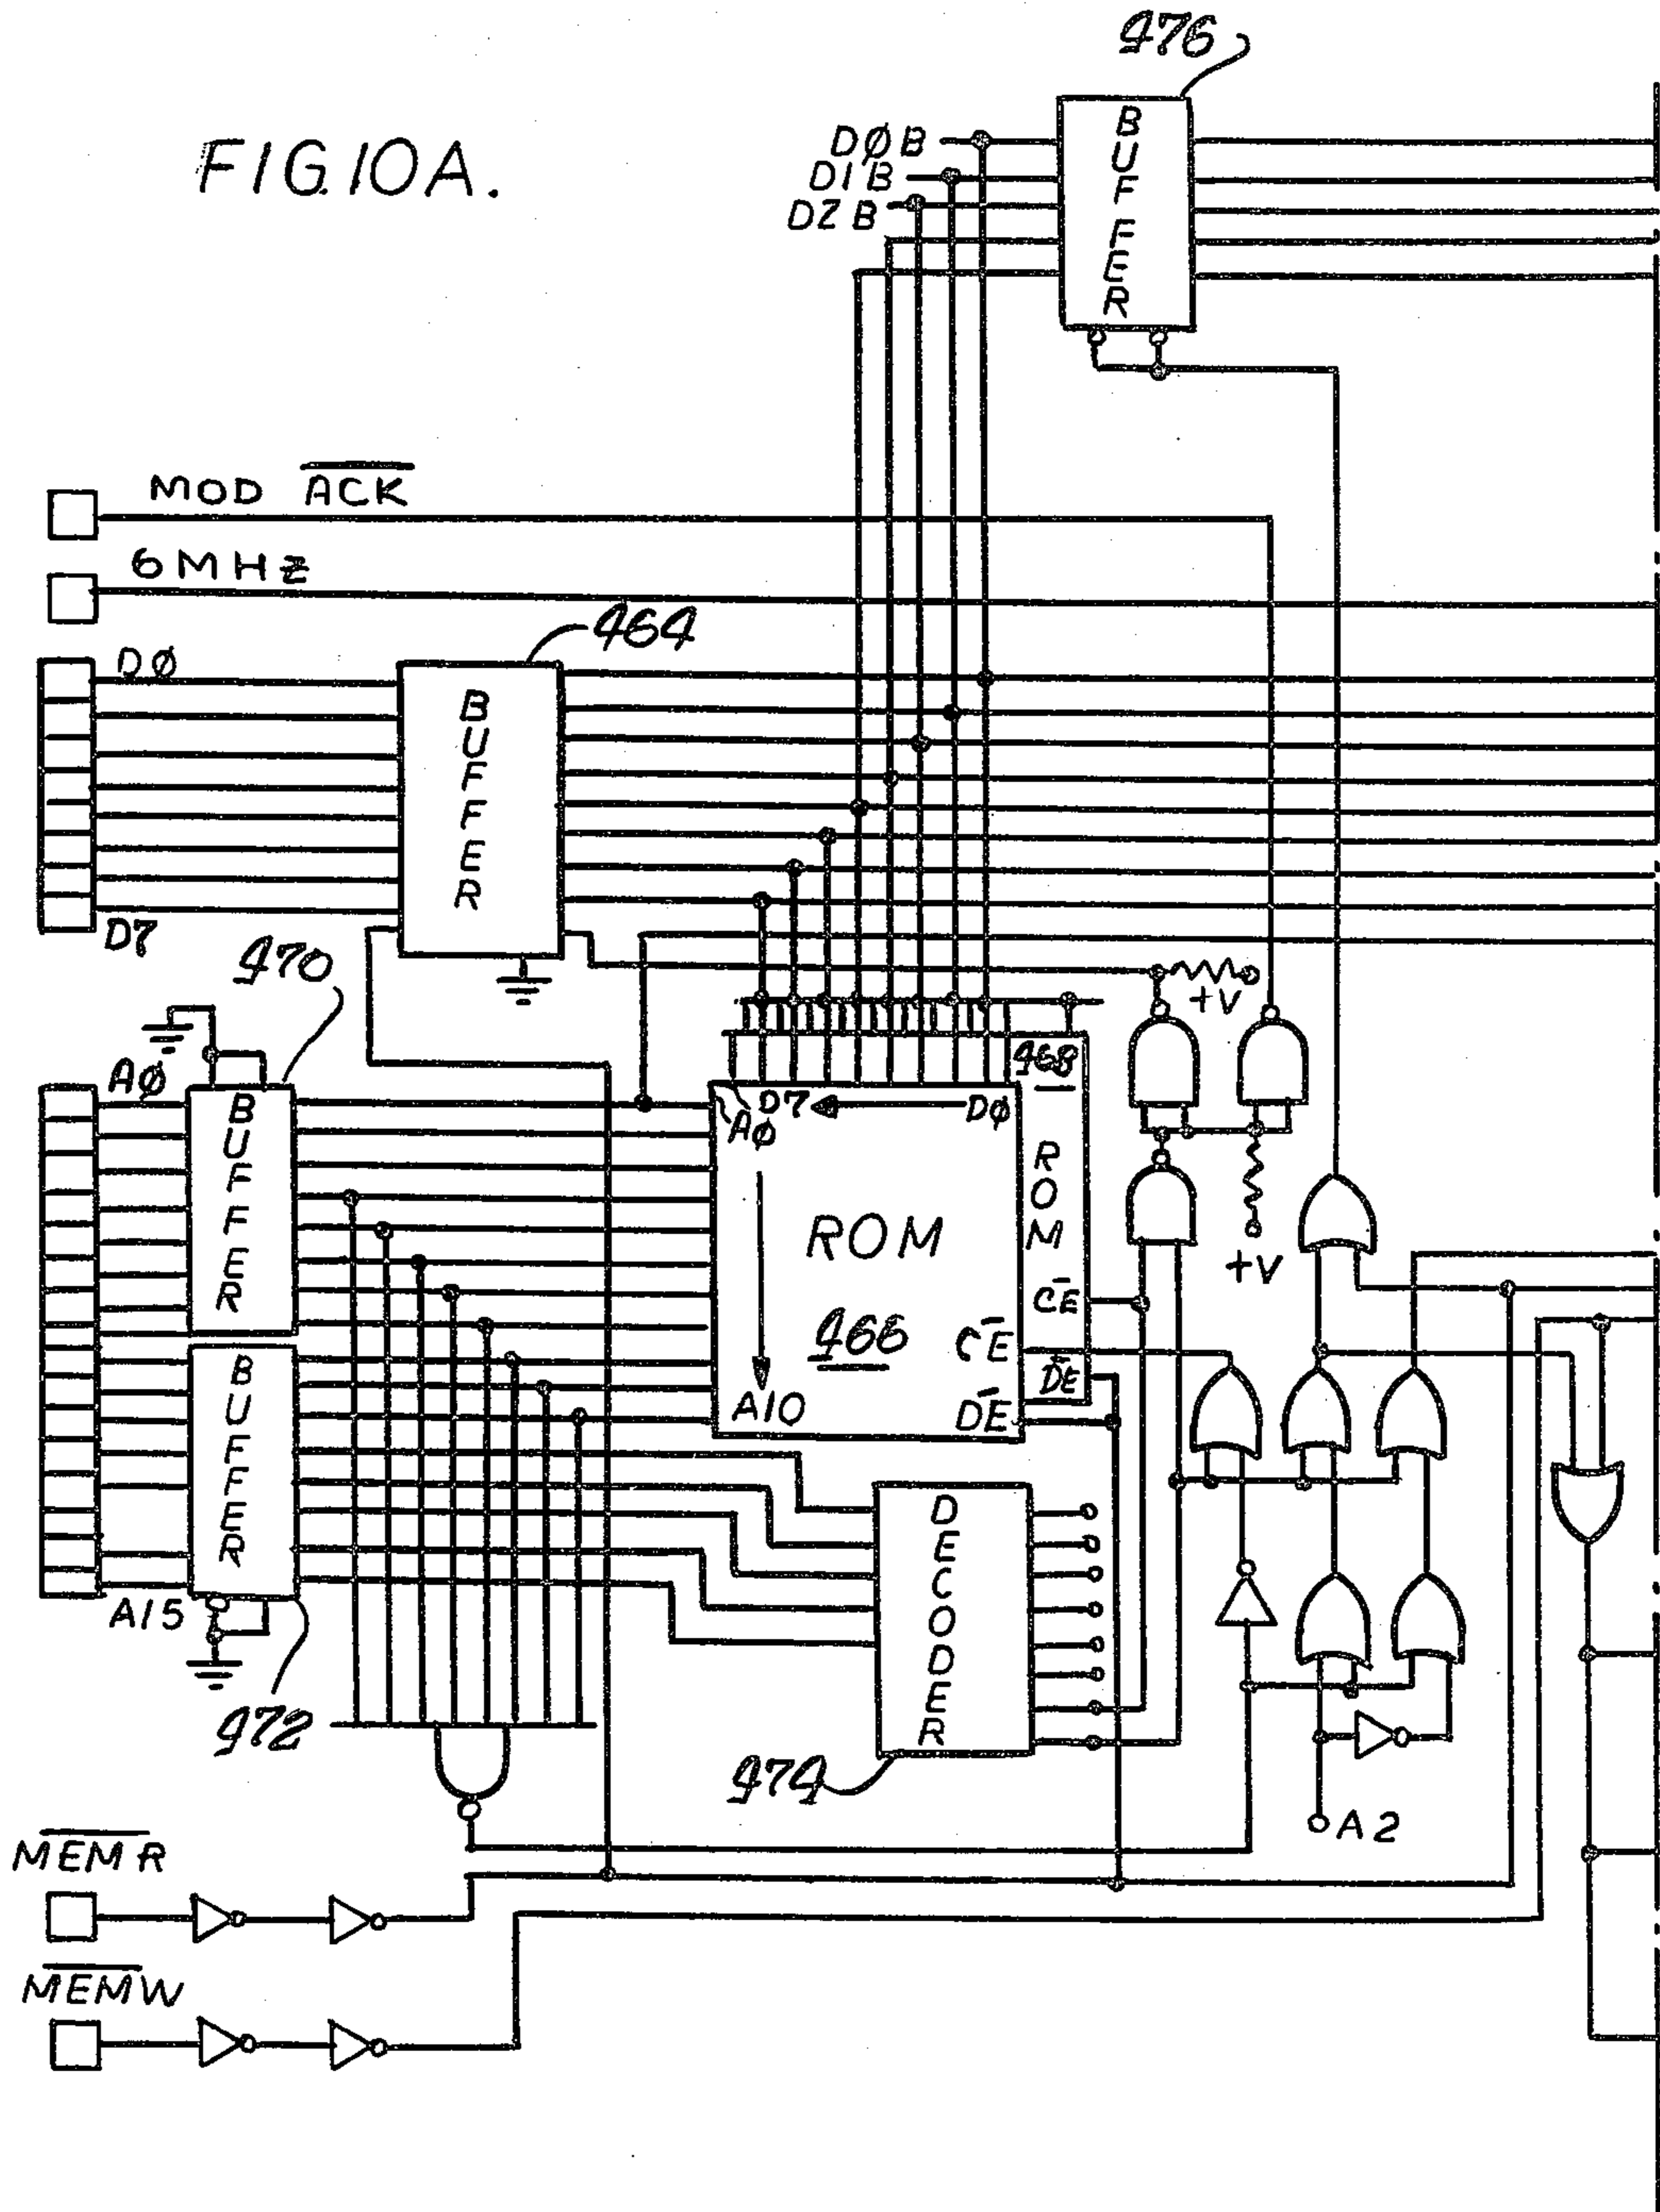 FIG.10A.
476
DØB
D1B
D2B
BUFFER
MOD ACK
6MHz
464
DØ
BUFFER
D7
470
+V
468
AØ
BUFFER
D7 DØ
AØ
ROM
ROM
+V
CE
466
CE
DE
A10
DE
BUFFER
DECODER
A15
472
474
A2
MEMR
MEMW